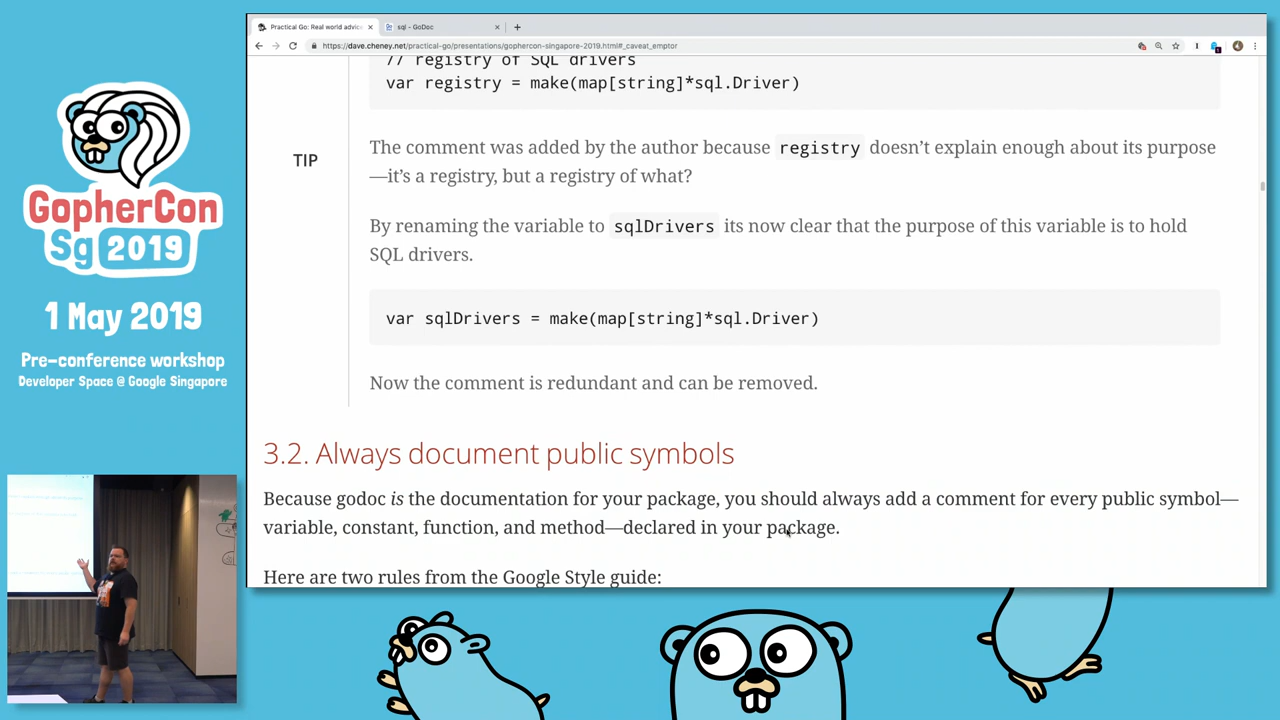 Practical Go: Real world advic
sql - GoDoc
https://dave.cheney.net/practical-go/presentations/gophercon-singapore-2019.html#_caveat_emptor
// registry of SQL drivers
var registry = make(map[string]*sql.Driver)
TIP
The comment was added by the author because registry doesn’t explain enough about its purpose
—it’s a registry, but a registry of what?
By renaming the variable to sqlDrivers its now clear that the purpose of this variable is to hold
SQL drivers.
var sqlDrivers = make(map[string]*sql.Driver)
Now the comment is redundant and can be removed.
3.2. Always document public symbols
Because godoc is the documentation for your package, you should always add a comment for every public symbol—
variable, constant, function, and method—declared in your package.
Here are two rules from the Google Style guide:
GopherCon
Sg 2019
1 May 2019
Pre-conference workshop
Developer Space @ Google Singapore